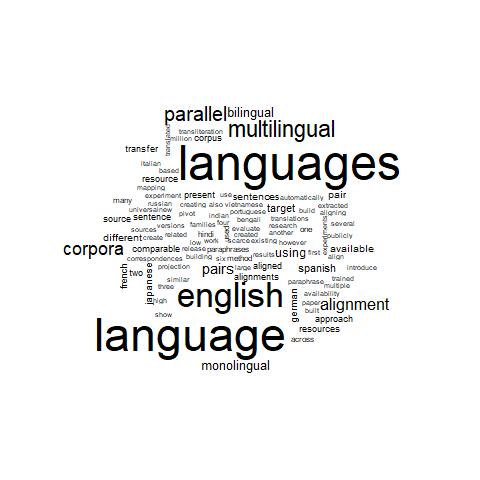 parallel bilingual
transliteration
million corpus
multilingual
translated
transfer
languages
italian
based
resource
mapping
experiment present use sentences automatically pair
many
russian creating also vietnamese target build extracted
universalnew pivot indian portuguese translations aligning
source sentence families four bengali research several
sources versions used evaluate one publicly
different create related hindi created experiments
corpora comparable low work scarce existing however available
release paraphrases using first align
correspondences building six method results
french two japanese projection pairs large aligned spanish introduce
alignments trained
similar paraphrase multiple
three english german availability
high paper alignment
built
show language approach
resources
across
monolingual